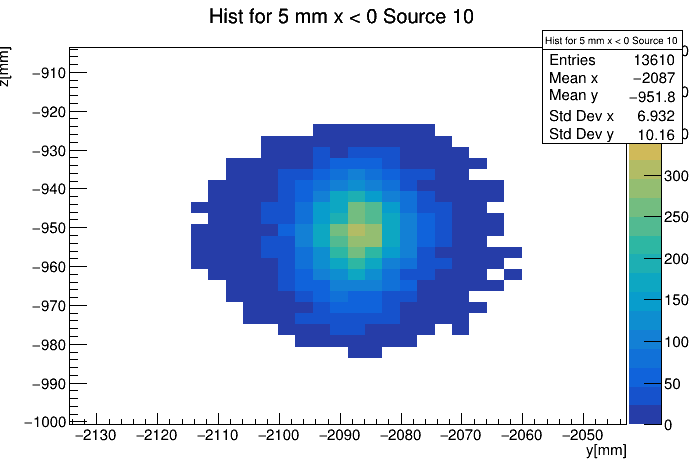 Hist for 5 mm x < 0 Source 10
z[mm]
Hist for 5 mm x < 0 Source 10
Entries 13610
Mean x −2087
Mean y −951.8
Std Dev x 6.932
Std Dev y 10.16
−910
−920
−930
−940
−950
−960
−970
−980
−990
−1000
−2130 −2120 −2110 −2100 −2090 −2080 −2070 −2060 −2050
y[mm]
350
300
250
200
150
100
50
0